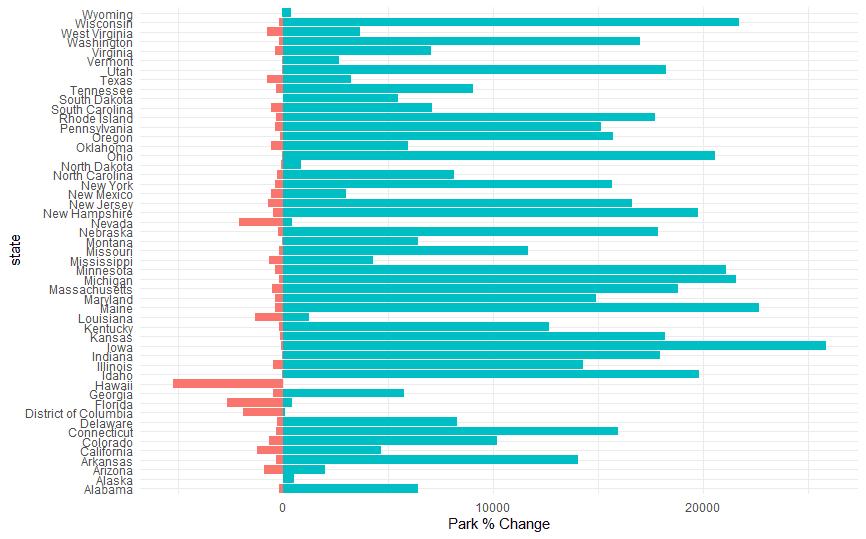 Wyoming
Wisconsin
West Virginia
Washington
Virginia
Vermont
Utah
Texas
Tennessee
South Dakota
South Carolina
Rhode Island
Pennsylvania
Oregon
Oklahoma
Ohio
North Dakota
North Carolina
New York
New Mexico
New Jersey
New Hampshire
Nevada
Nebraska
Montana
Missouri
Mississippi
Minnesota
Michigan
Massachusetts
Maryland
Maine
Louisiana
Kentucky
Kansas
Iowa
Indiana
Illinois
Idaho
Hawaii
Georgia
Florida
District of Columbia
Delaware
Connecticut
Colorado
California
Arkansas
Arizona
Alaska
Alabama
state
0 10000 20000
Park % Change